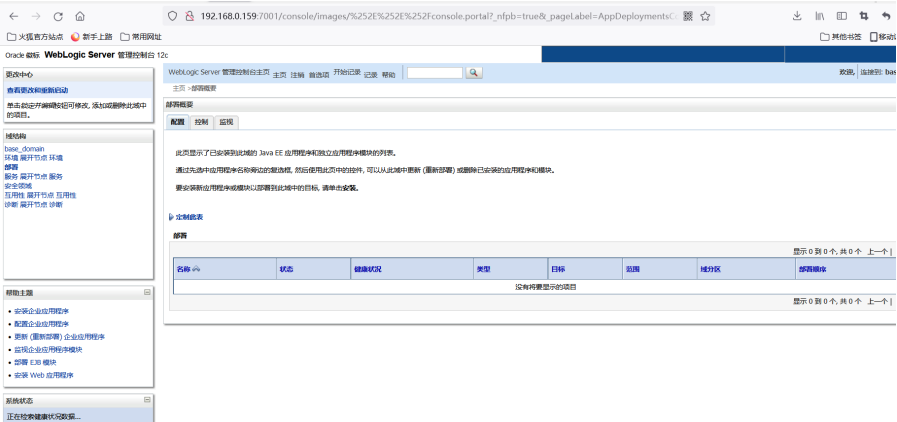 192.168.0.159:7001/console/images/%252E%252E%252Fconsole.portal?_nfpb=true&_pageLabel=AppDeploymentsC
火狐官方站点 新手上路 常用网址 其他书签 移动设
Oracle 徽标 WebLogic Server 管理控制台 12c
更改中心
查看更改和重新启动
单击锁定并编辑按钮可修改, 添加或删除此域中
的项目。
域结构
base_domain
环境 展开节点 环境
部署
服务 展开节点 服务
安全领域
互用性 展开节点 互用性
诊断 展开节点 诊断
帮助主题
安装企业应用程序
配置企业应用程序
更新 (重新部署) 企业应用程序
监视企业应用程序模块
部署 EJB 模块
安装 Web 应用程序
系统状态
正在检索健康状况数据...
WebLogic Server 管理控制台主页 主页 注销 首选项 开始记录 记录 帮助
欢迎, 连接到: bas
主页 >部署概要
部署概要
配置 控制 监视
此页显示了已安装到此域的 Java EE 应用程序和独立应用程序模块的列表。
通过先选中应用程序名称旁边的复选框, 然后使用此页中的控件, 可以从此域中更新 (重新部署) 或删除已安装的应用程序和模块。
要安装新应用程序或模块以部署到此域中的目标, 请单击安装。
定制此表
部署
显示 0 到 0 个, 共 0 个 上一个 |
名称 状态 健康状况 类型 目标 范围 域分区 部署顺序
没有将要显示的项目
显示 0 到 0 个, 共 0 个 上一个 |